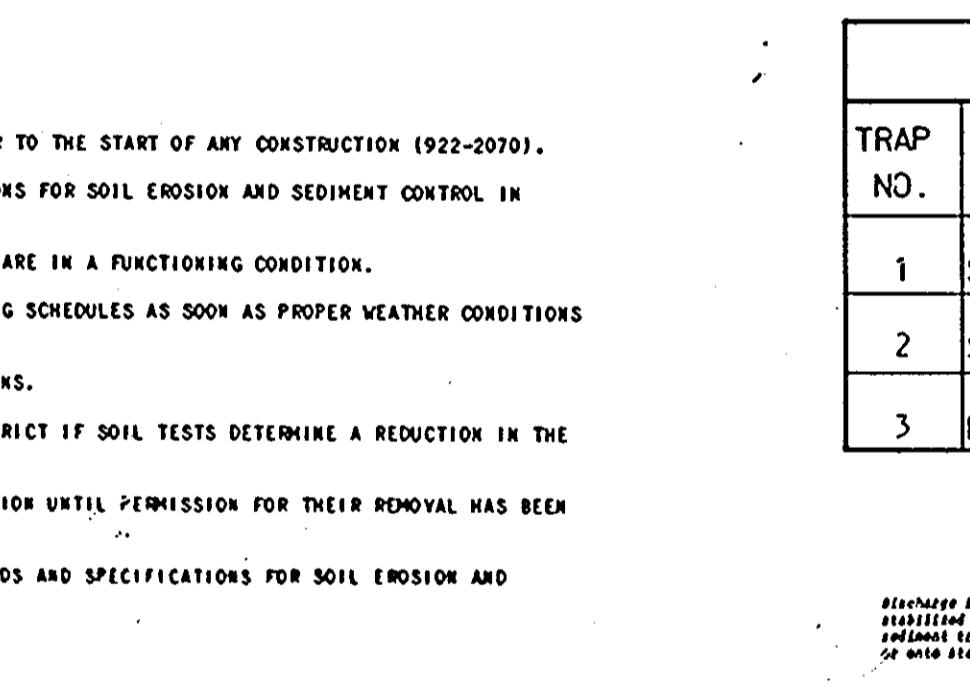 TO THE START OF ANY CONSTRUCTION (922-2070).
NS FOR SOIL EROSION AND SEDIMENT CONTROL IN
ARE IN A FUNCTIONING CONDITION.
G SCHEDULES AS SOON AS PROPER WEATHER CONDITIONS
NS.
RICT IF SOIL TESTS DETERMINE A REDUCTION IN THE
ION UNTIL PERMISSION FOR THEIR REMOVAL HAS BEEN
DS AND SPECIFICATIONS FOR SOIL EROSION AND
TRAP
NO.
1
2
3
Discharge
stabilized
sediment
or onto